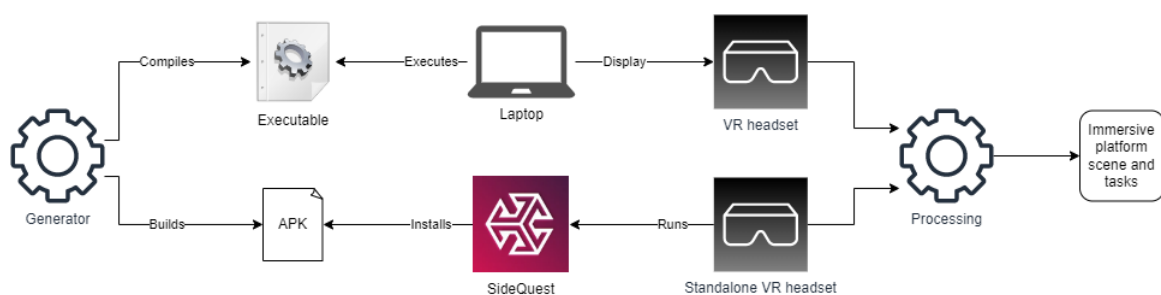 Compiles
Executes
Display
Executable
Laptop
VR headset
Generator
Processing
Immersive
platform
scene and
tasks
Builds
APK
Installs
Runs
SideQuest
Standalone VR headset